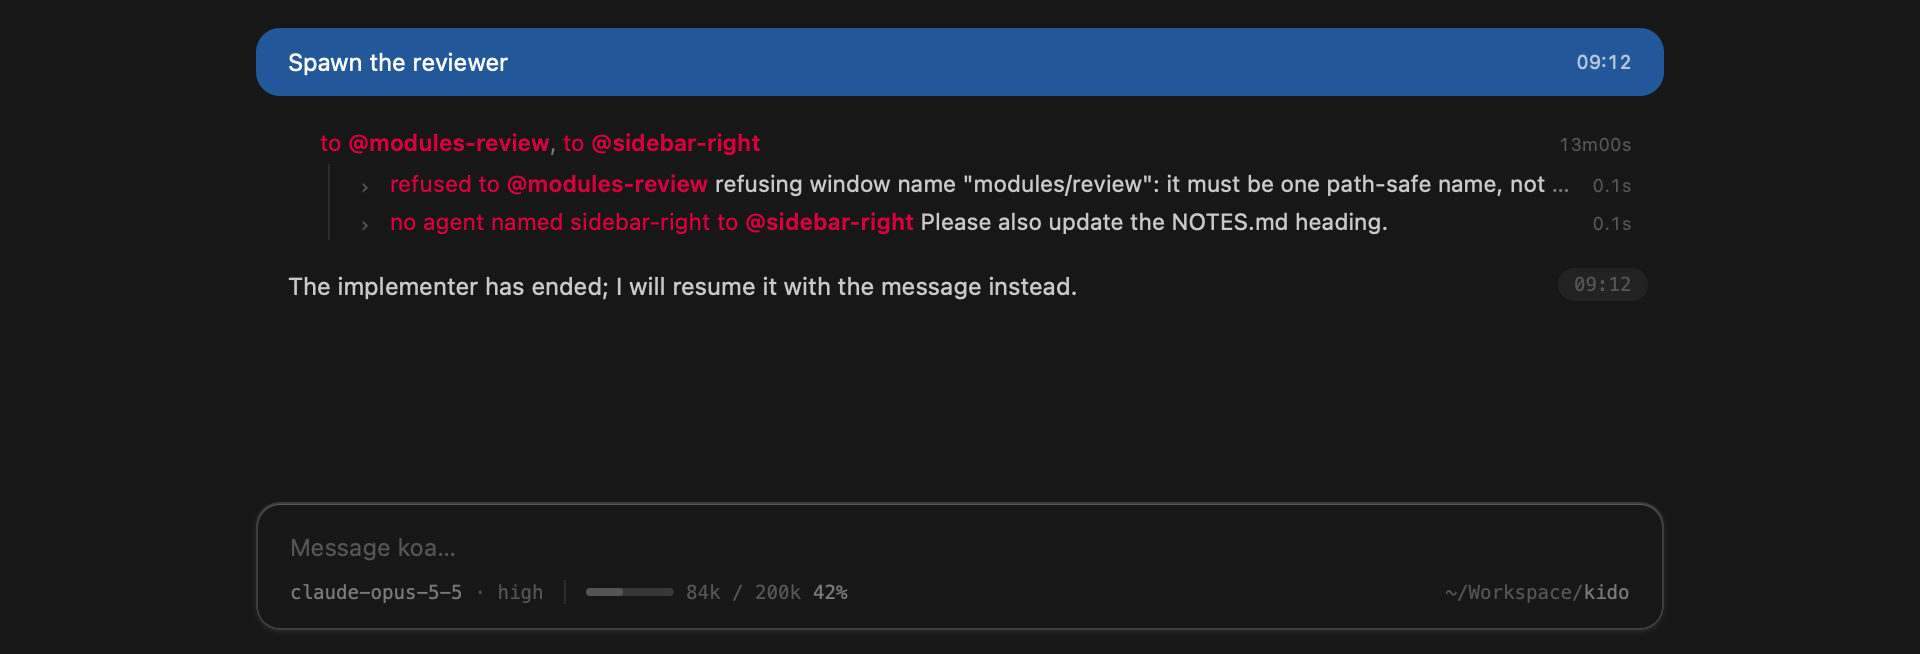 Spawn the reviewer 09:12
to @modules-review, to @sidebar-right 13m00s
› refused to @modules-review refusing window name "modules/review": it must be one path-safe name, not ... 0.1s
› no agent named sidebar-right to @sidebar-right Please also update the NOTES.md heading. 0.1s
The implementer has ended; I will resume it with the message instead. 09:12
Message koa...
claude-opus-5-5 · high 84k / 200k 42% ~/Workspace/kido